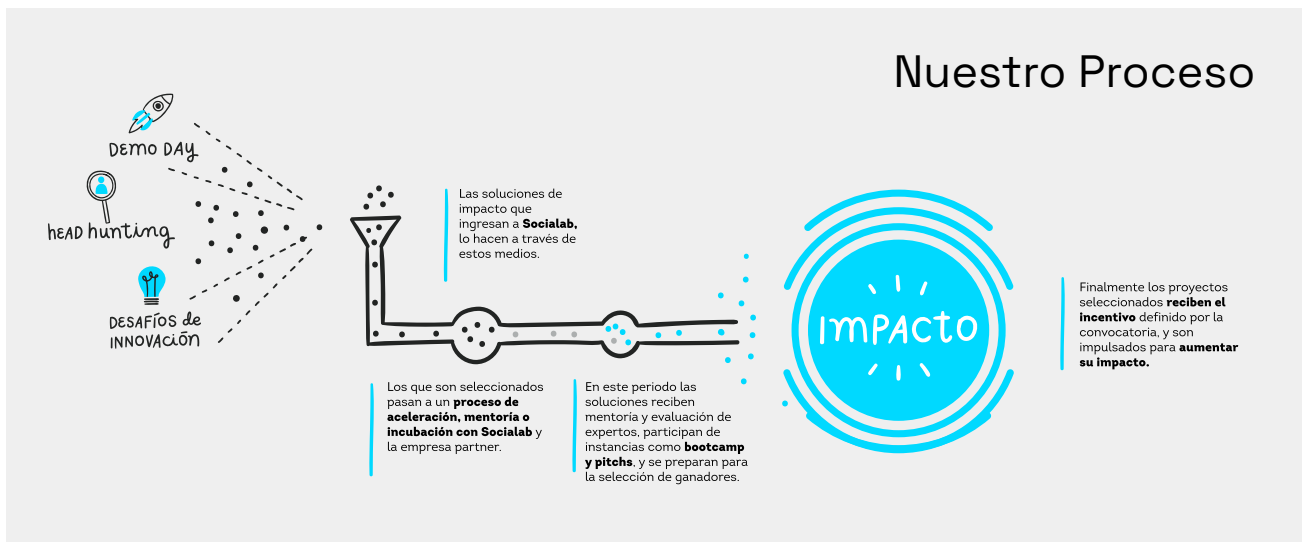 Nuestro Proceso
DEMO DAY
hEAD hunting
DESAFÍOS de
INNOVACIÓN
Las soluciones de
impacto que
ingresan a Socialab,
lo hacen a través de
estos medios.
Los que son seleccionados
pasan a un proceso de
aceleración, mentoría o
incubación con Socialab y
la empresa partner.
En este periodo las
soluciones reciben
mentoría y evaluación de
expertos, participan de
instancias como bootcamp
y pitchs, y se preparan para
la selección de ganadores.
IMPACTO
Finalmente los proyectos
seleccionados reciben el
incentivo definido por la
convocatoria, y son
impulsados para aumentar
su impacto.